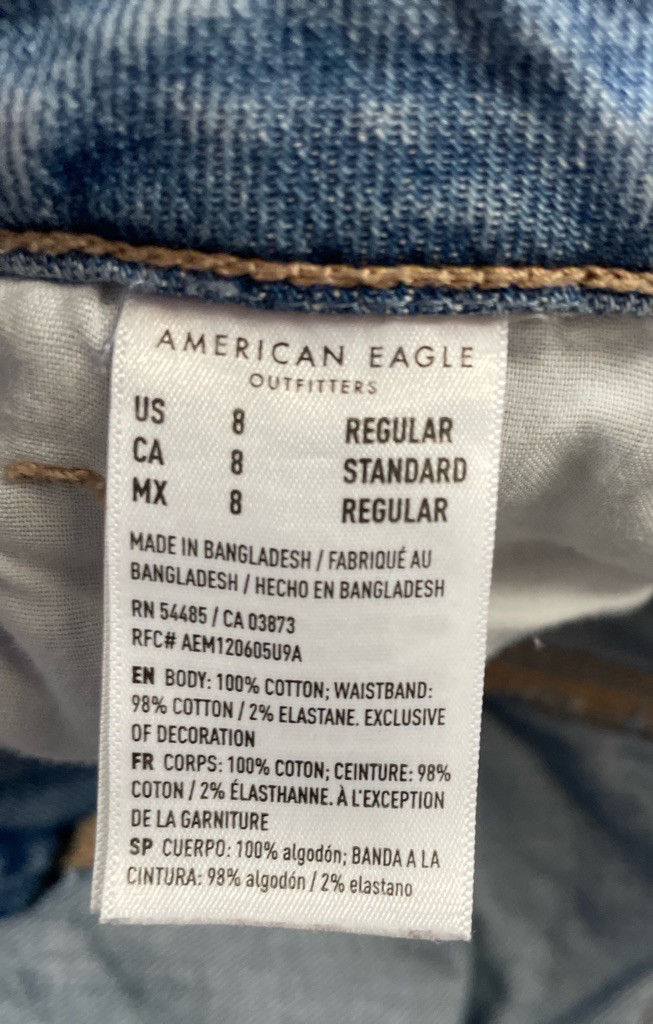 AMERICAN EAGLE
OUTFITTERS
US 8 REGULAR
CA 8 STANDARD
MX 8 REGULAR
MADE IN BANGLADESH / FABRIQUÉ AU
BANGLADESH / HECHO EN BANGLADESH
RN 54485 / CA 03873
RFC# AEM120605U9A
EN BODY: 100% COTTON; WAISTBAND:
98% COTTON / 2% ELASTANE. EXCLUSIVE
OF DECORATION
FR CORPS: 100% COTON; CEINTURE: 98%
COTON / 2% ÉLASTHANNE. À L'EXCEPTION
DE LA GARNITURE
SP CUERPO: 100% algodón; BANDA A LA
CINTURA: 98% algodón / 2% elastano